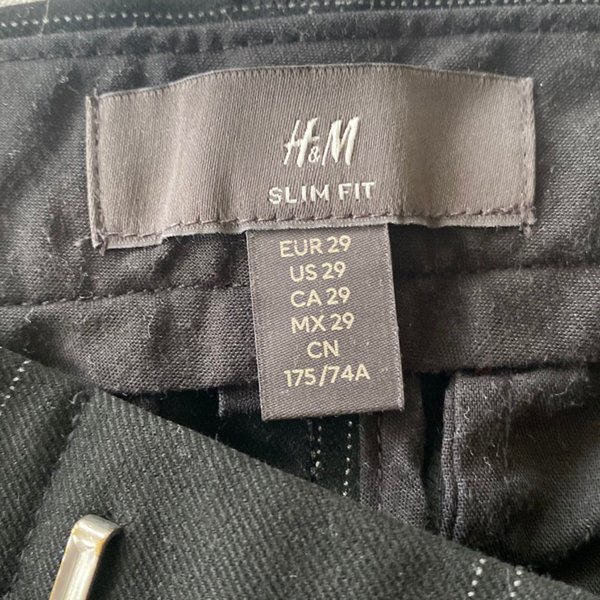 H&M
SLIM FIT
EUR 29
US 29
CA 29
MX 29
CN
175/74A